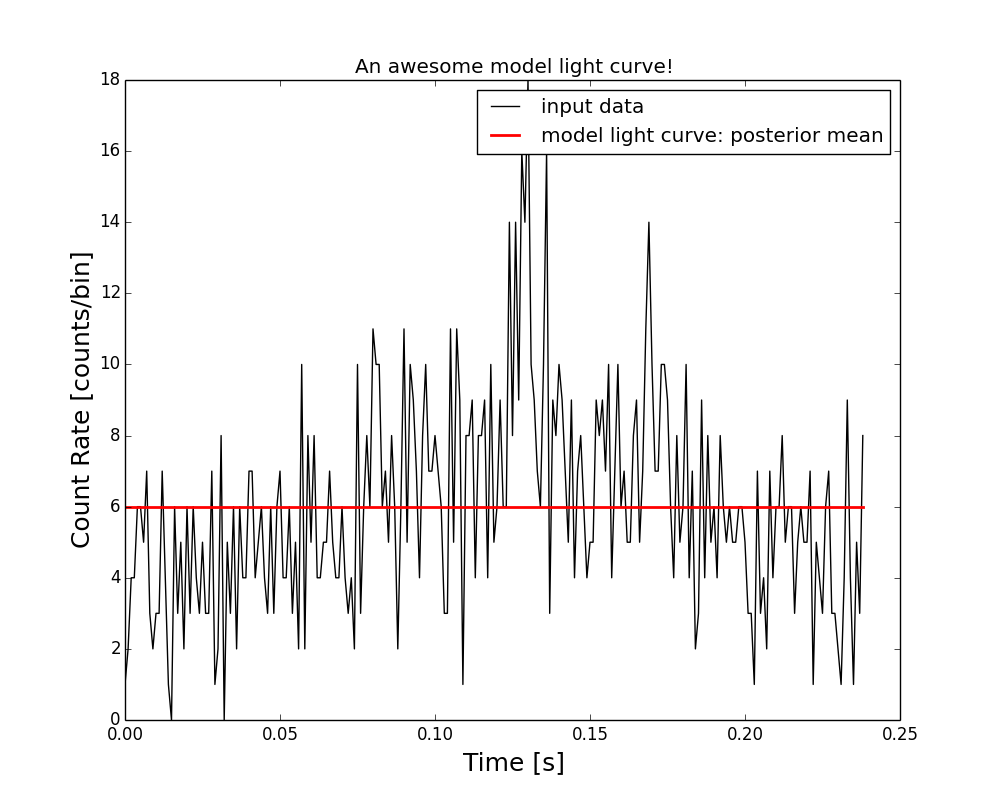 An awesome model light curve!
input data
model light curve: posterior mean
Count Rate [counts/bin]
18
16
14
12
10
8
6
4
2
0
0.00 0.05 0.10 0.15 0.20 0.25
Time [s]